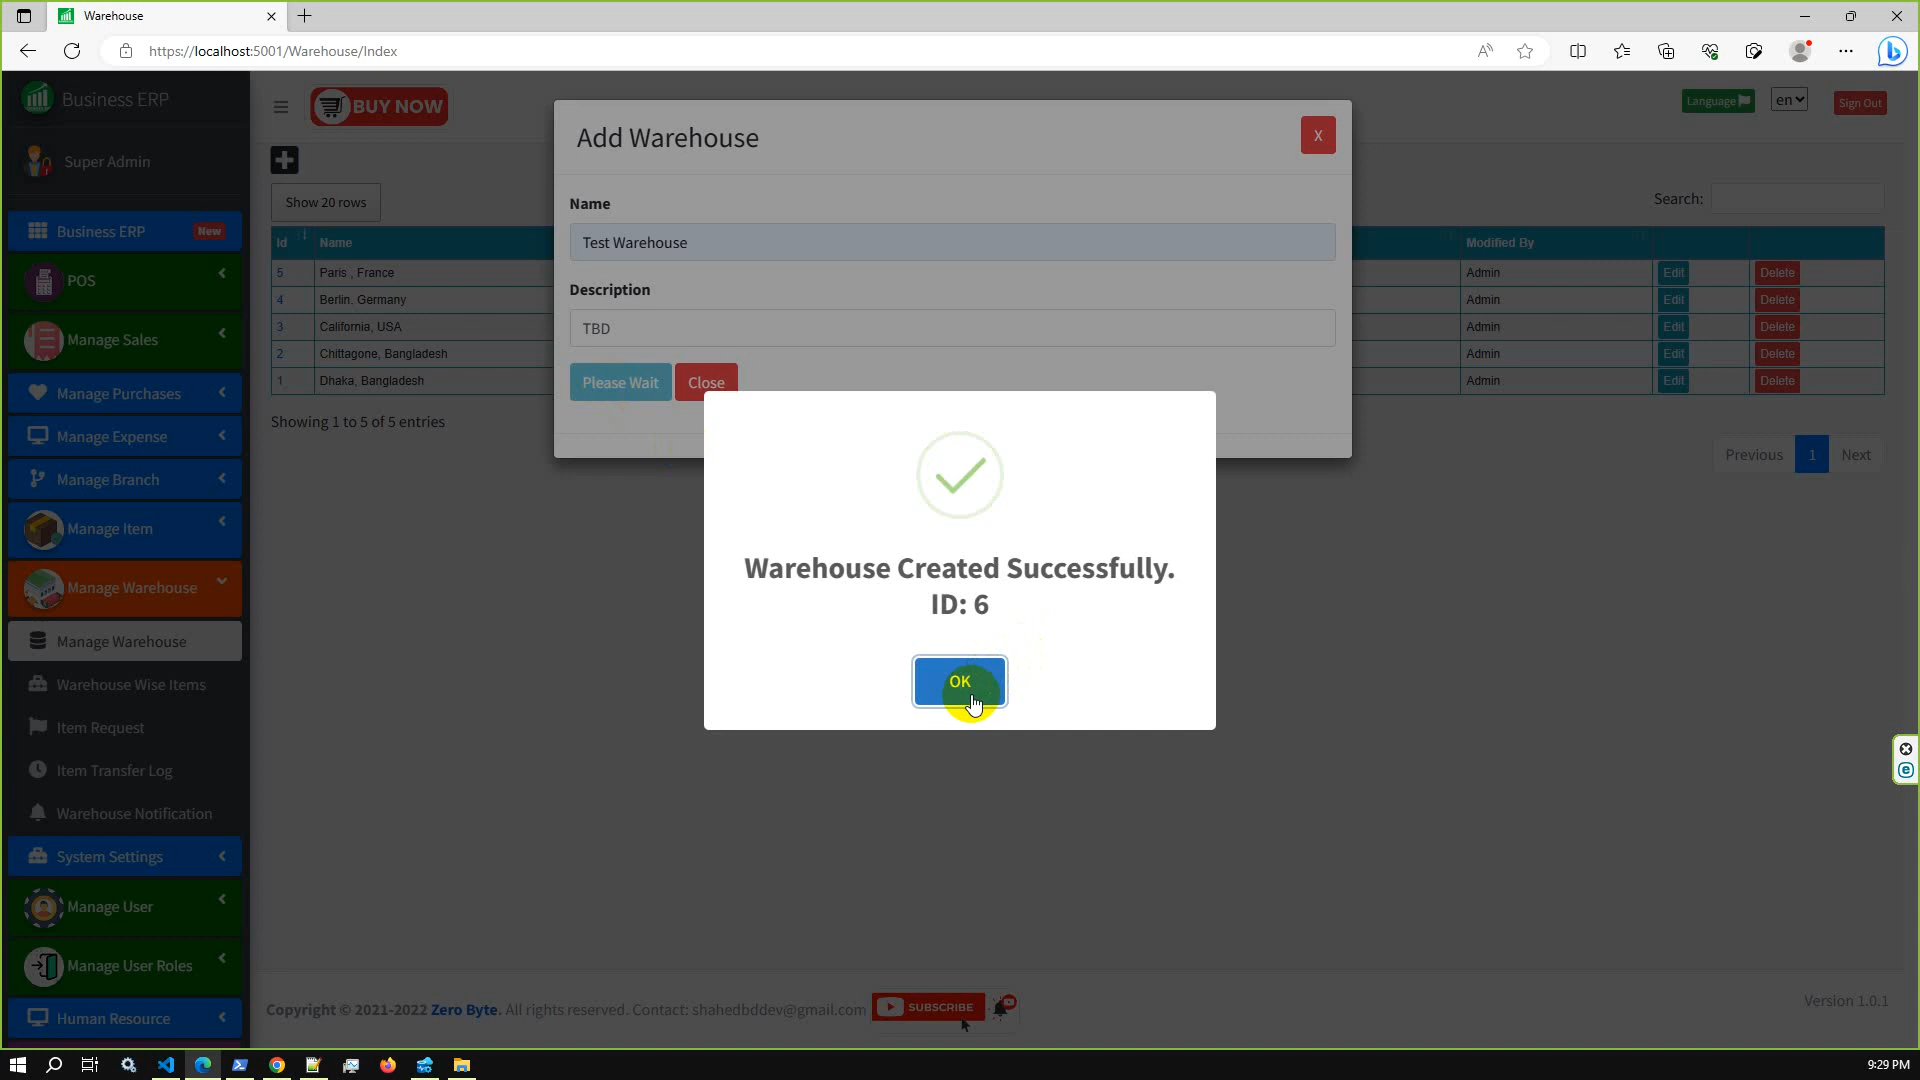 Warehouse
https://localhost:5001/Warehouse/Index
Business ERP
BUY NOW
Language
en
Sign Out
Super Admin
Business ERP New
POS
Manage Sales
Manage Purchases
Manage Expense
Manage Branch
Manage Item
Manage Warehouse
Manage Warehouse
Warehouse Wise Items
Item Request
Item Transfer Log
Warehouse Notification
System Settings
Manage User
Manage User Roles
Human Resource
Show 20 rows
Search:
Id Name Modified By
5 Paris , France Admin Edit Delete
4 Berlin. Germany Admin Edit Delete
3 California, USA Admin Edit Delete
2 Chittagone, Bangladesh Admin Edit Delete
1 Dhaka, Bangladesh Admin Edit Delete
Showing 1 to 5 of 5 entries
Previous 1 Next
Add Warehouse
X
Name
Test Warehouse
Description
TBD
Please Wait Close
Warehouse Created Successfully.
ID: 6
OK
Copyright © 2021-2022 Zero Byte. All rights reserved. Contact: shahedbddev@gmail.com SUBSCRIBE
Version 1.0.1
9:29 PM